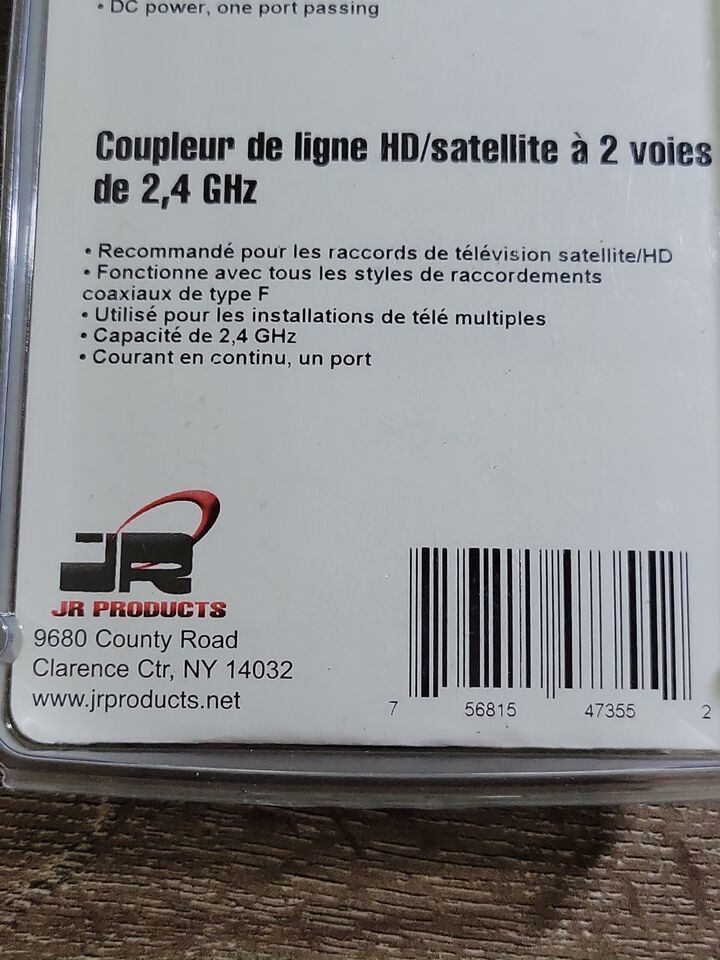 • DC power, one port passing
Coupleur de ligne HD/satellite à 2 voies
de 2,4 GHz
• Recommandé pour les raccords de télévision satellite/HD
• Fonctionne avec tous les styles de raccordements
coaxiaux de type F
• Utilisé pour les installations de télé multiples
• Capacité de 2,4 GHz
• Courant en continu, un port
JR
JR PRODUCTS
9680 County Road
Clarence Ctr, NY 14032
www.jrproducts.net
7 56815 47355 2